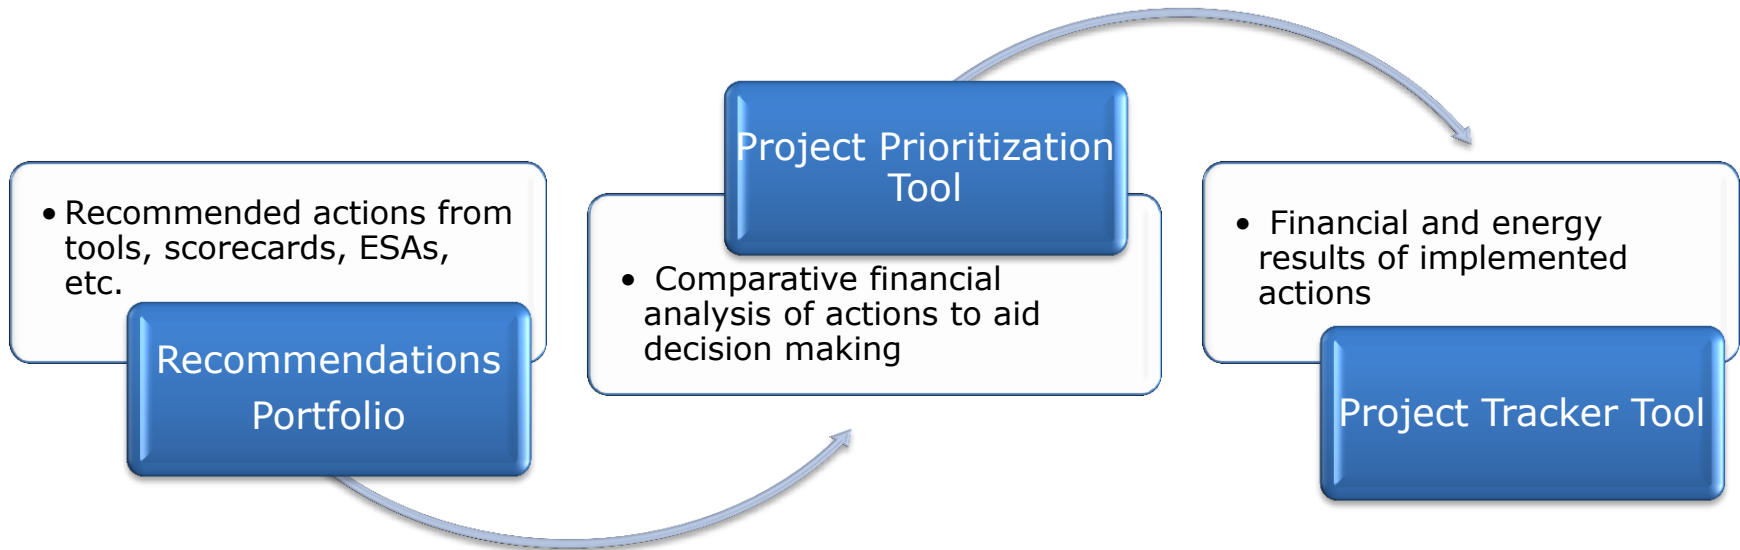 • Recommended actions from
tools, scorecards, ESAs,
etc.
Recommendations
Portfolio
Project Prioritization
Tool
• Comparative financial
analysis of actions to aid
decision making
• Financial and energy
results of implemented
actions
Project Tracker Tool